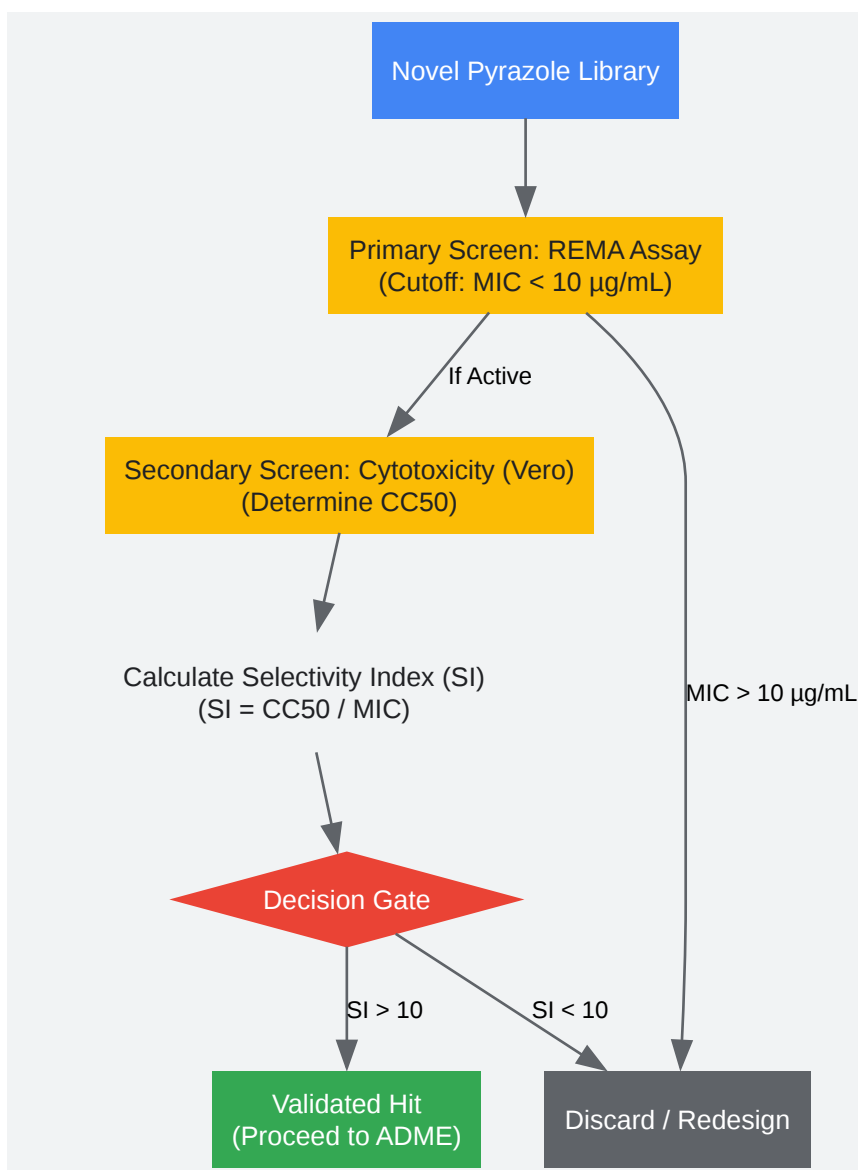 Novel Pyrazole Library
Primary Screen: REMA Assay
(Cutoff: MIC < 10 µg/mL)
If Active
Secondary Screen: Cytotoxicity (Vero)
(Determine CC50)
Calculate Selectivity Index (SI)
(SI = CC50 / MIC)
MIC > 10 µg/mL
Decision Gate
SI > 10
SI < 10
Validated Hit
(Proceed to ADME)
Discard / Redesign